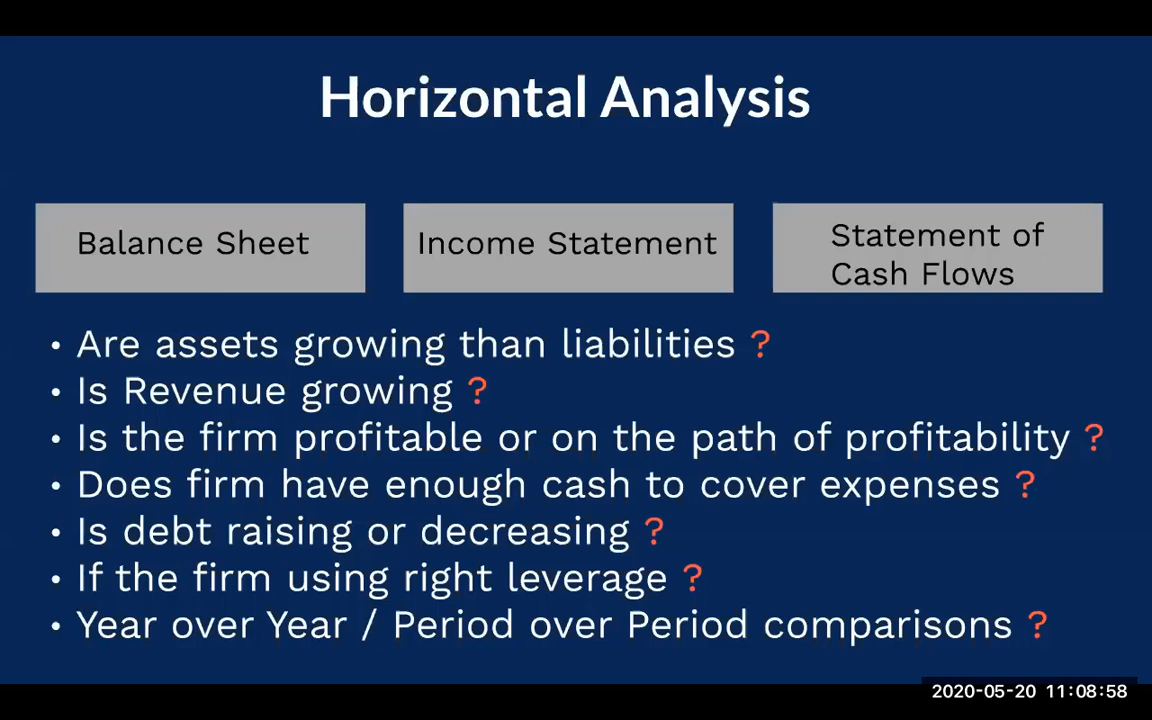 Horizontal Analysis
Balance Sheet
Income Statement
Statement of
Cash Flows
• Are assets growing than liabilities ?
• Is Revenue growing ?
• Is the firm profitable or on the path of profitability ?
• Does firm have enough cash to cover expenses ?
• Is debt raising or decreasing ?
• If the firm using right leverage ?
• Year over Year / Period over Period comparisons ?
2020-05-20 11:08:58